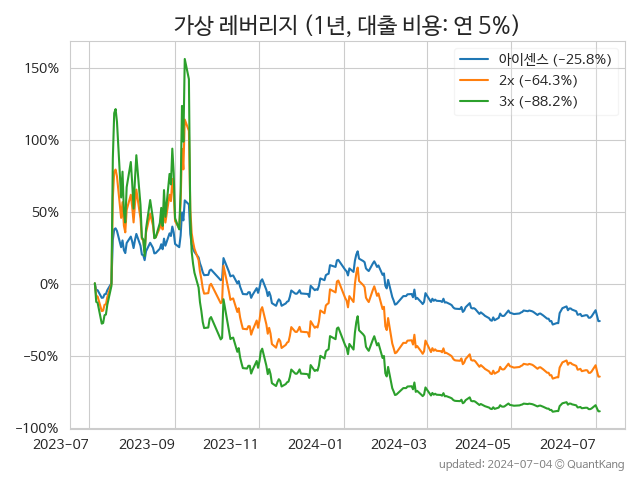 가상 레버리지 (1년, 대출 비용: 연 5%)
아이센스 (−25.8%)
2x (−64.3%)
3x (−88.2%)
150%
100%
50%
0%
−50%
−100%
2023-07
2023-09
2023-11
2024-01
2024-03
2024-05
2024-07
updated: 2024-07-04 © QuantKang